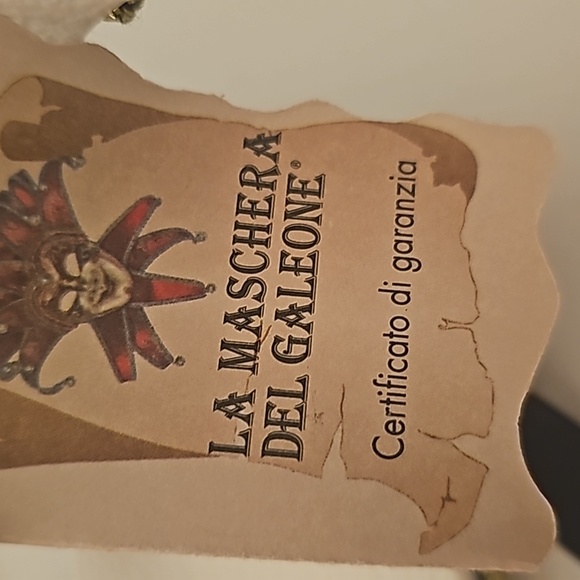 LA MASCHERA
DEL GALEONE®
Certificato di garanzia